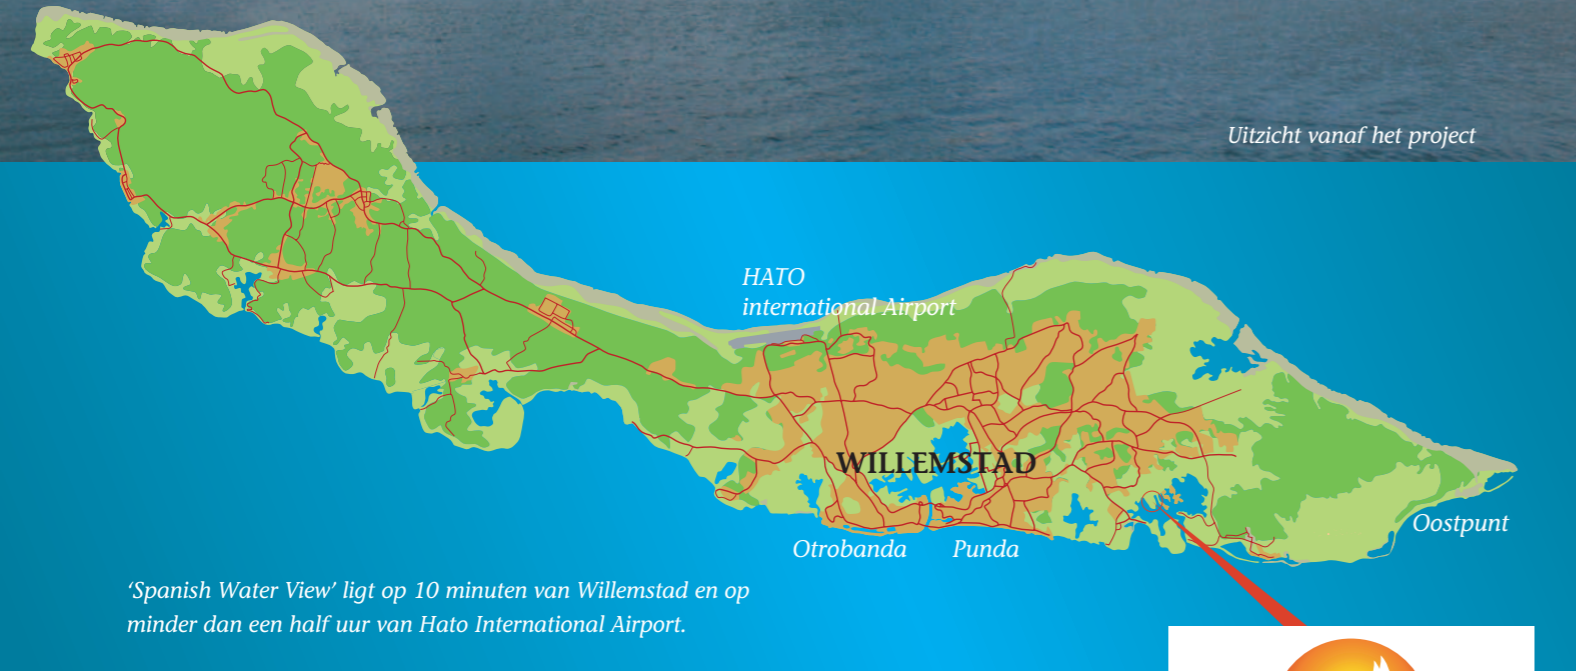 Uitzicht vanaf het project
HATO
international Airport
WILLEMSTAD
Oostpunt
Otrobanda
Punda
‘Spanish Water View’ ligt op 10 minuten van Willemstad en op
minder dan een half uur van Hato International Airport.